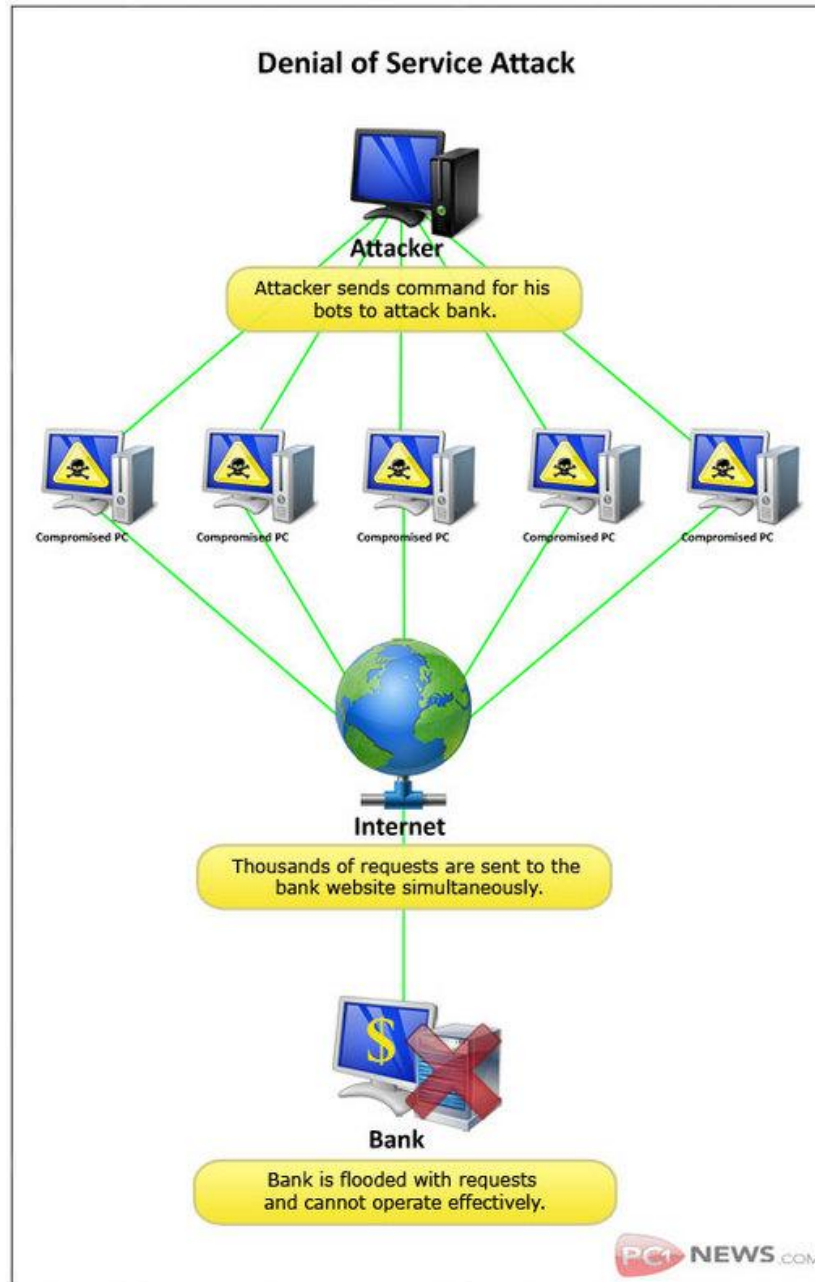 Denial of Service Attack
Attacker
Attacker sends command for his
bots to attack bank.
Compromised PC
Compromised PC
Compromised PC
Compromised PC
Compromised PC
Internet
Thousands of requests are sent to the
bank website simultaneously.
$
Bank
Bank is flooded with requests
and cannot operate effectively.
PC1 NEWS.COM